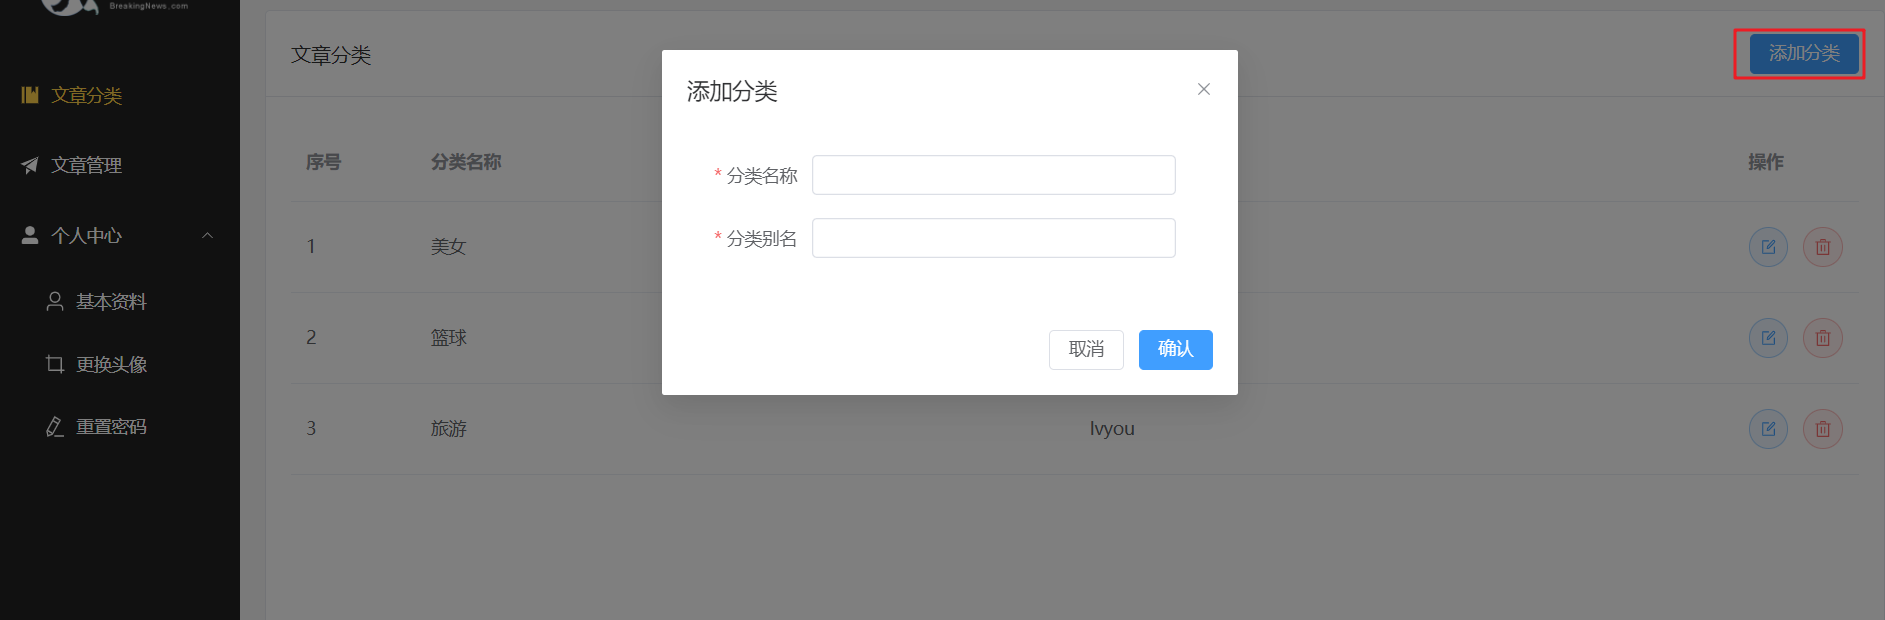 BreakingNews.com
文章分类
文章管理
个人中心
基本资料
更换头像
重置密码
文章分类
添加分类
序号 分类名称 操作
1 美女
2 篮球
3 旅游 lvyou
添加分类
* 分类名称
* 分类别名
取消 确认